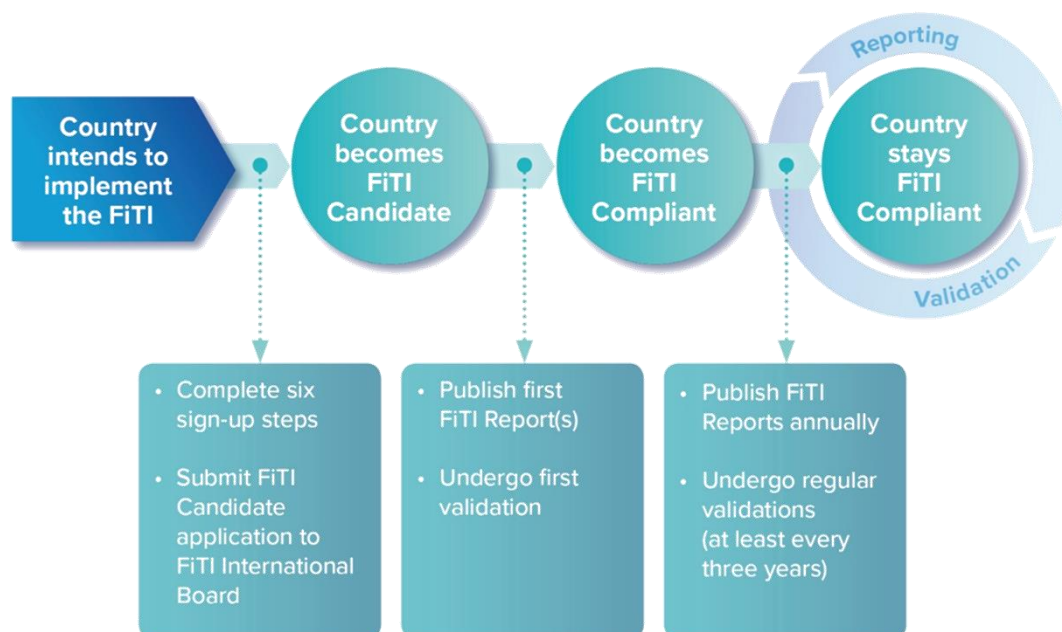 Country
intends to
implement
the FiTI
Country
becomes
FiTI
Candidate
Country
becomes
FiTI
Compliant
Reporting
Country
stays
FiTI
Compliant
Validation
• Complete six
sign-up steps
• Submit FiTI
Candidate
application to
FiTI International
Board
• Publish first
FiTI Report(s)
• Undergo first
validation
• Publish FiTI
Reports annually
• Undergo regular
validations
(at least every
three years)